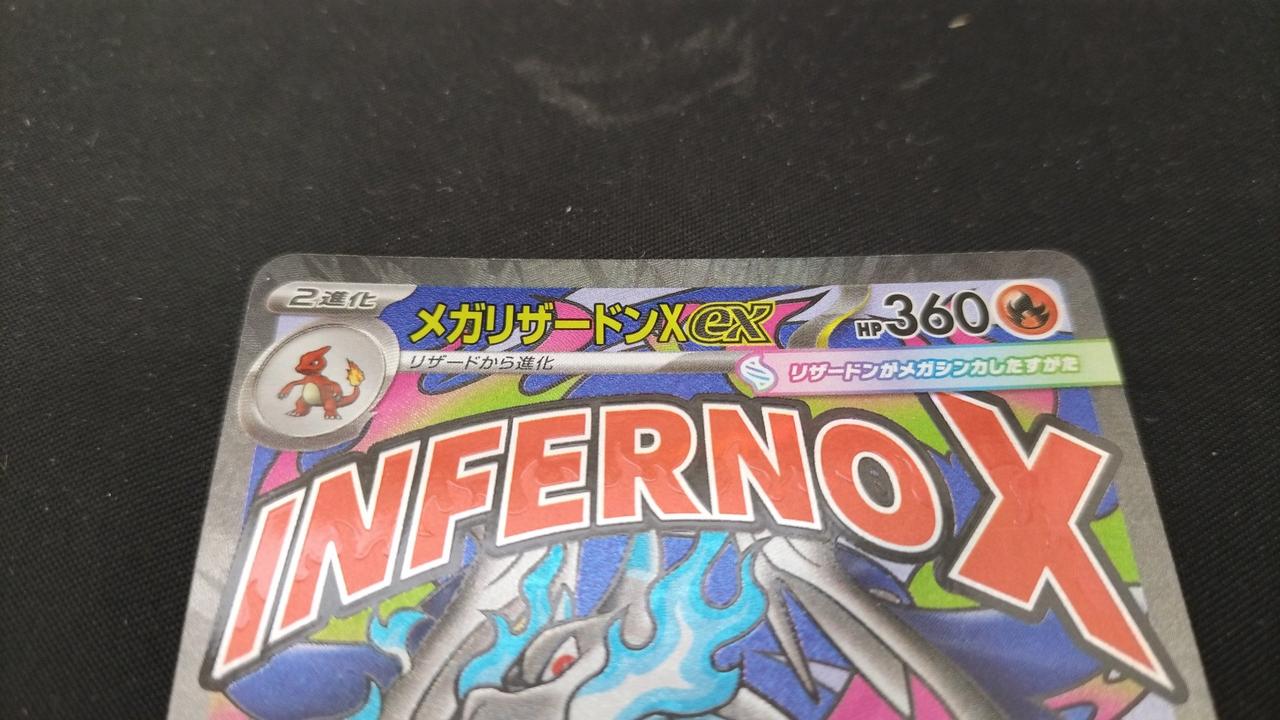 2進化
メガリザードンXex HP360
リザードから進化
リザードンがメガシンカしたすがた
INFERNO X